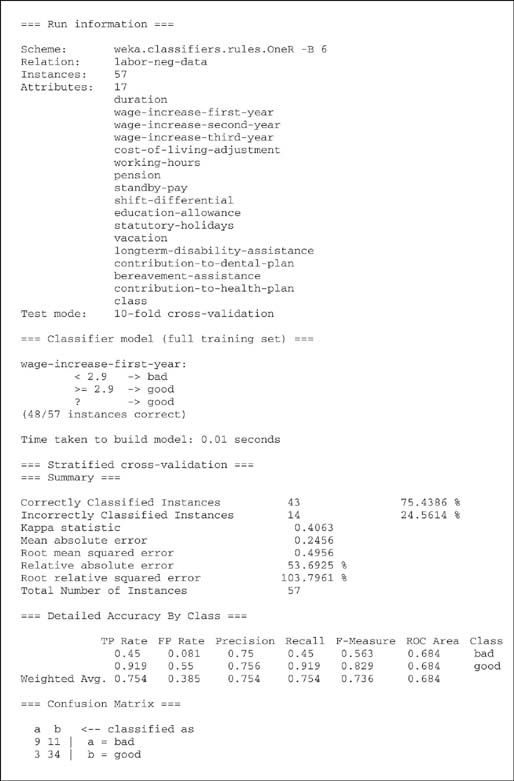 === Run information ===
Scheme: weka.classifiers.rules.OneR -B 6
Relation: labor-neg-data
Instances: 57
Attributes: 17
duration
wage-increase-first-year
wage-increase-second-year
wage-increase-third-year
cost-of-living-adjustment
working-hours
pension
standby-pay
shift-differential
education-allowance
statutory-holidays
vacation
longterm-disability-assistance
contribution-to-dental-plan
bereavement-assistance
contribution-to-health-plan
class
Test mode: 10-fold cross-validation
=== Classifier model (full training set) ===
wage-increase-first-year:
< 2.9 -> bad
>= 2.9 -> good
? -> good
(48/57 instances correct)
Time taken to build model: 0.01 seconds
=== Stratified cross-validation ===
=== Summary ===
Correctly Classified Instances 43 75.4386 %
Incorrectly Classified Instances 14 24.5614 %
Kappa statistic 0.4063
Mean absolute error 0.2456
Root mean squared error 0.4956
Relative absolute error 53.6925 %
Root relative squared error 103.7961 %
Total Number of Instances 57
=== Detailed Accuracy By Class ===
TP Rate FP Rate Precision Recall F-Measure ROC Area Class
0.45 0.081 0.75 0.45 0.563 0.684 bad
0.919 0.55 0.756 0.919 0.829 0.684 good
Weighted Avg. 0.754 0.385 0.754 0.754 0.736 0.684
=== Confusion Matrix ===
a b <-- classified as
9 11 | a = bad
3 34 | b = good